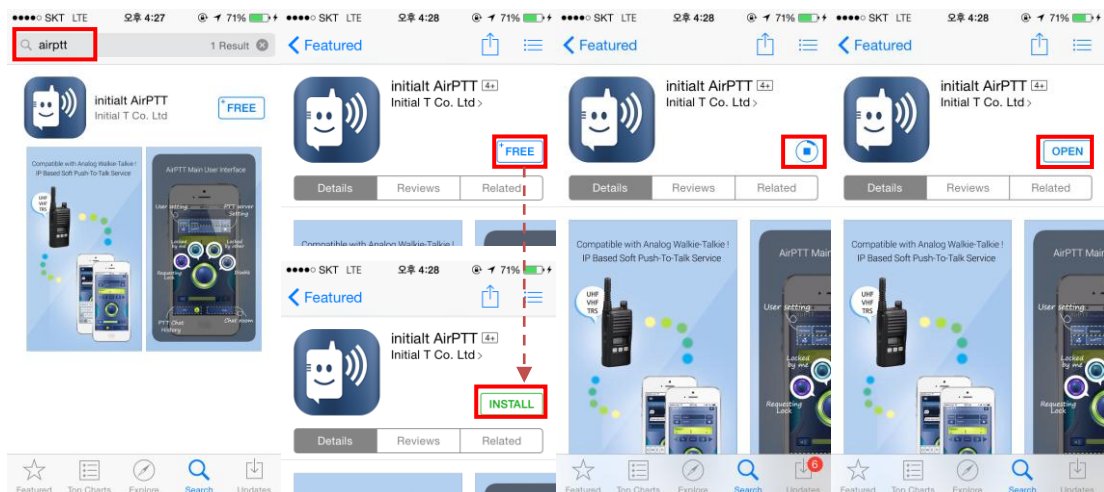 SKT LTE 오후 4:27 71%
airptt 1 Result
initialt AirPTT
Initial T Co. Ltd
+FREE
Compatible with Analog Walkie-Talkie !
IP Based Soft Push-To-Talk Service
UHF
VHF
TRS
AirPTT Main User Interface
User setting
PTT server
Setting
Locked
by me
Locked
by other
Requesting
Lock
Disable
PTT Chat
History
Chat room
Featured Top Charts Explore Search Updates
SKT LTE 오후 4:28 71%
Featured
initialt AirPTT 4+
Initial T Co. Ltd >
+FREE
Details Reviews Related
Compatible with Analog Walkie-Talkie !
SKT LTE 오후 4:28 71%
Featured
initialt AirPTT 4+
Initial T Co. Ltd >
INSTALL
Details Reviews Related
Featured Top Charts Explore Search Updates
SKT LTE 오후 4:28 71%
Featured
initialt AirPTT 4+
Initial T Co. Ltd >
Details Reviews Related
Compatible with Analog Walkie-Talkie !
IP Based Soft Push-To-Talk Service
UHF
VHF
TRS
AirPTT Main
User setting
Locked
by me
Requesting
Lock
Featured Top Charts Explore Search Updates
6
SKT LTE 오후 4:28 71%
Featured
initialt AirPTT 4+
Initial T Co. Ltd >
OPEN
Details Reviews Related
Compatible with Analog Walkie-Talkie !
IP Based Soft Push-To-Talk Service
UHF
VHF
TRS
AirPTT Main
User setting
Locked
by me
Requesting
Lock
Featured Top Charts Explore Search Updates